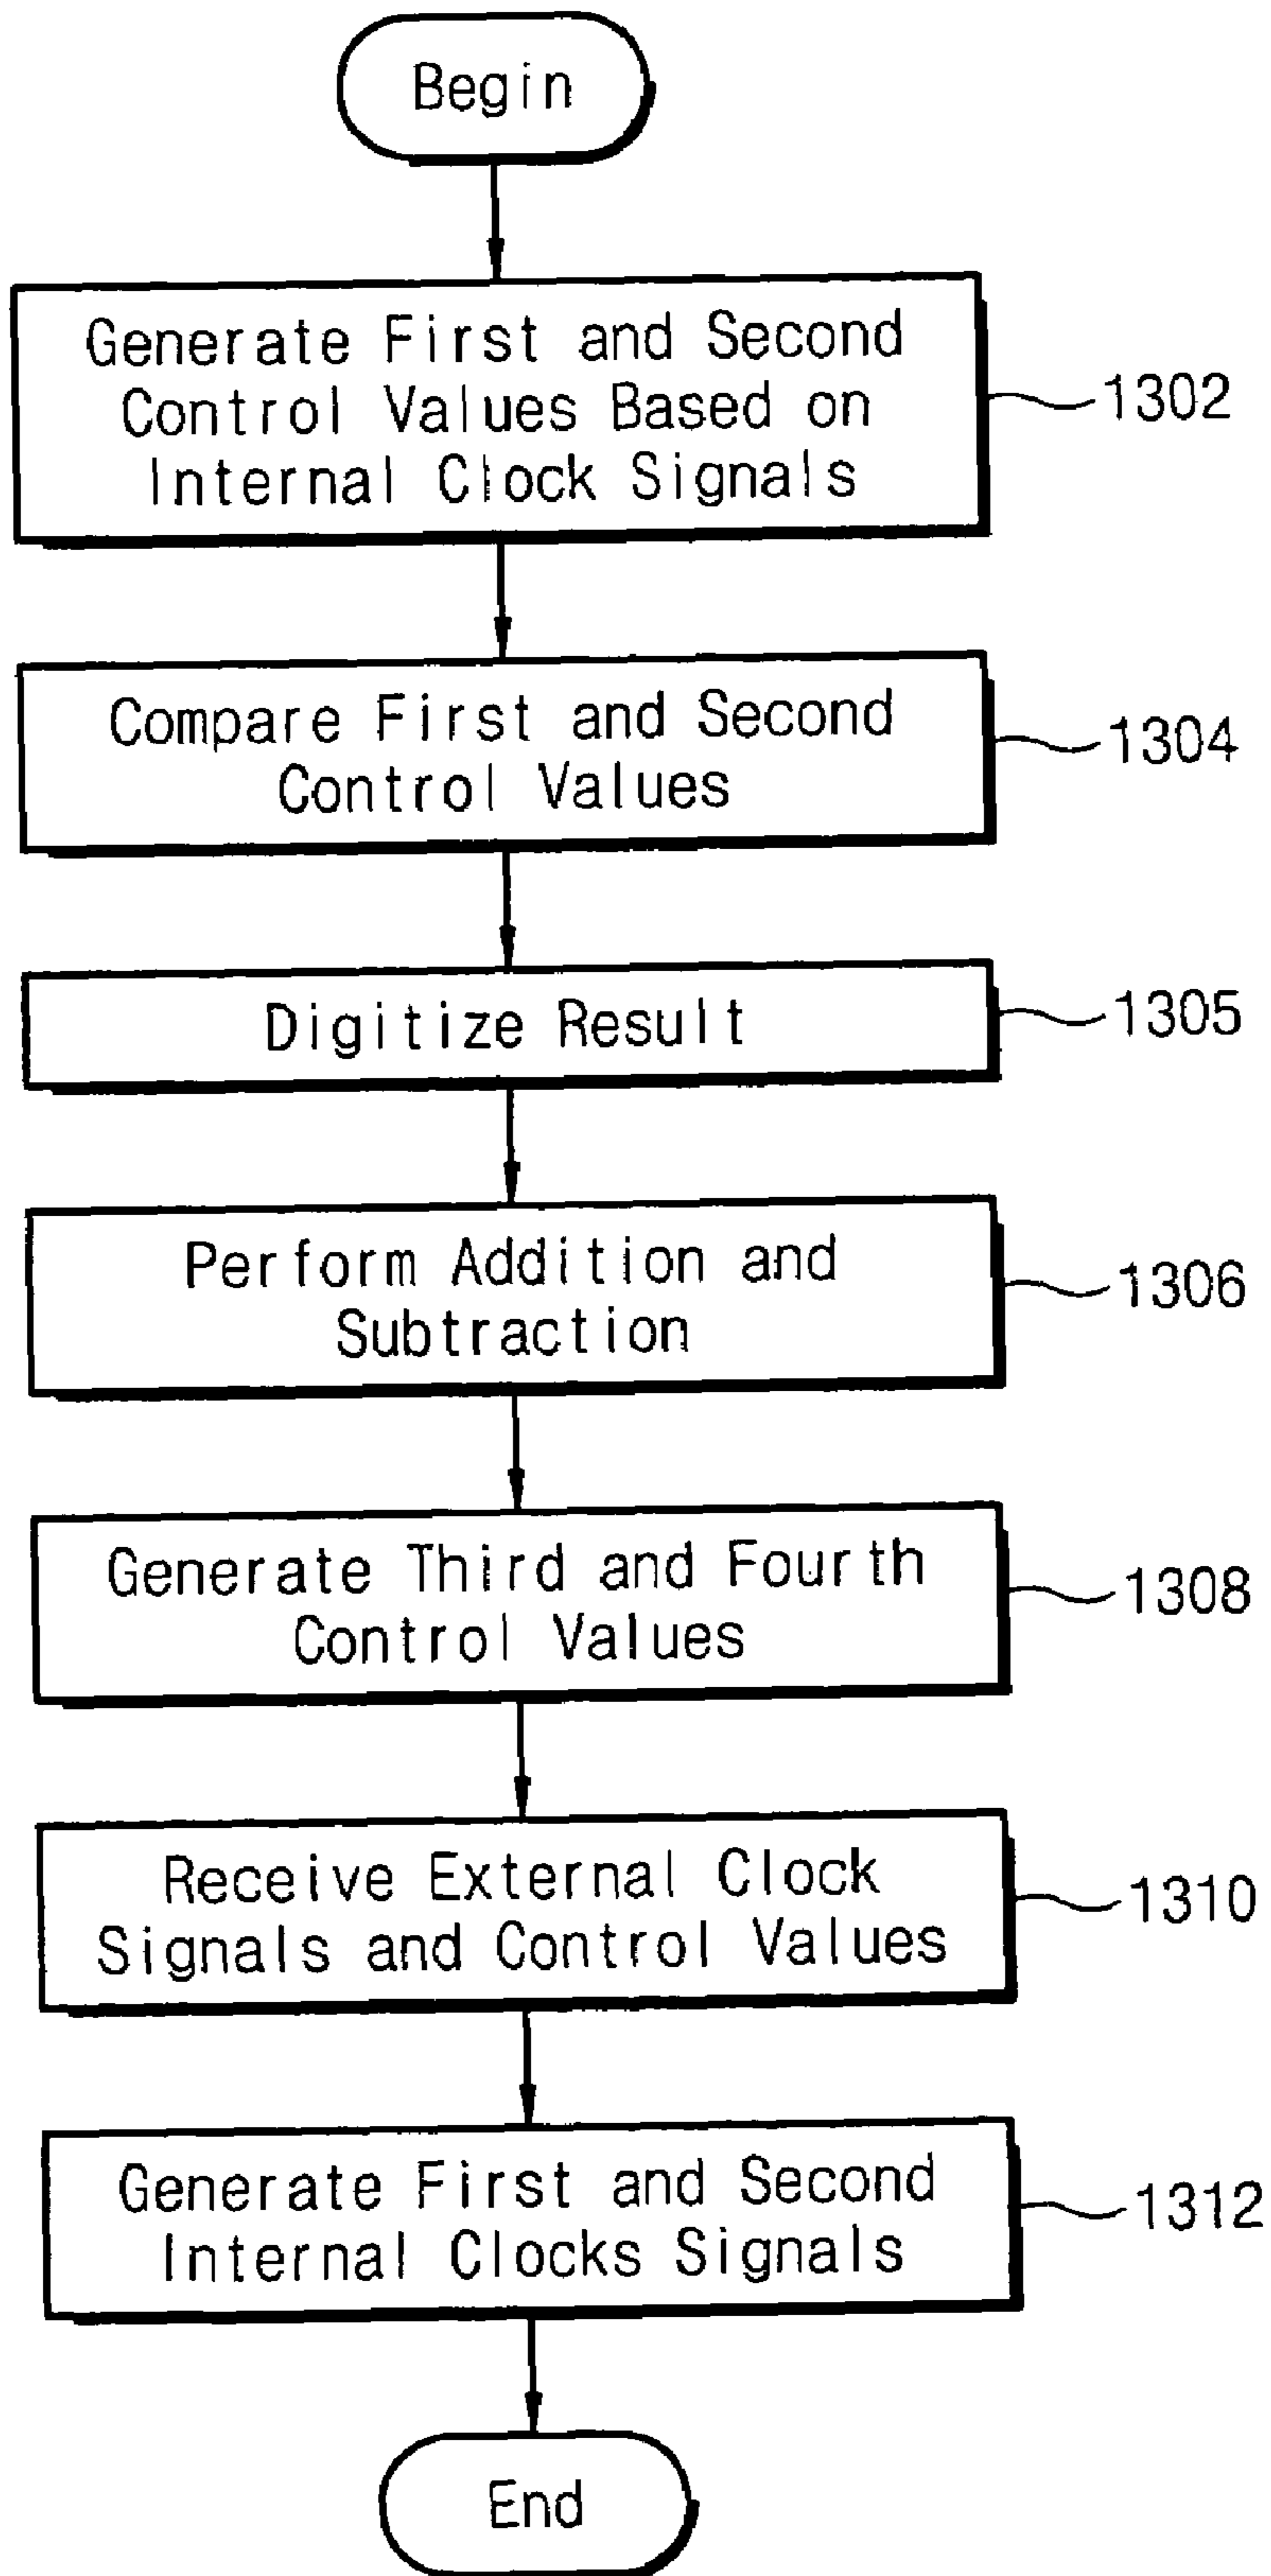 Begin
Generate First and Second
Control Values Based on
Internal Clock Signals
1302
Compare First and Second
Control Values
1304
Digitize Result
1305
Perform Addition and
Subtraction
1306
Generate Third and Fourth
Control Values
1308
Receive External Clock
Signals and Control Values
1310
Generate First and Second
Internal Clocks Signals
1312
End